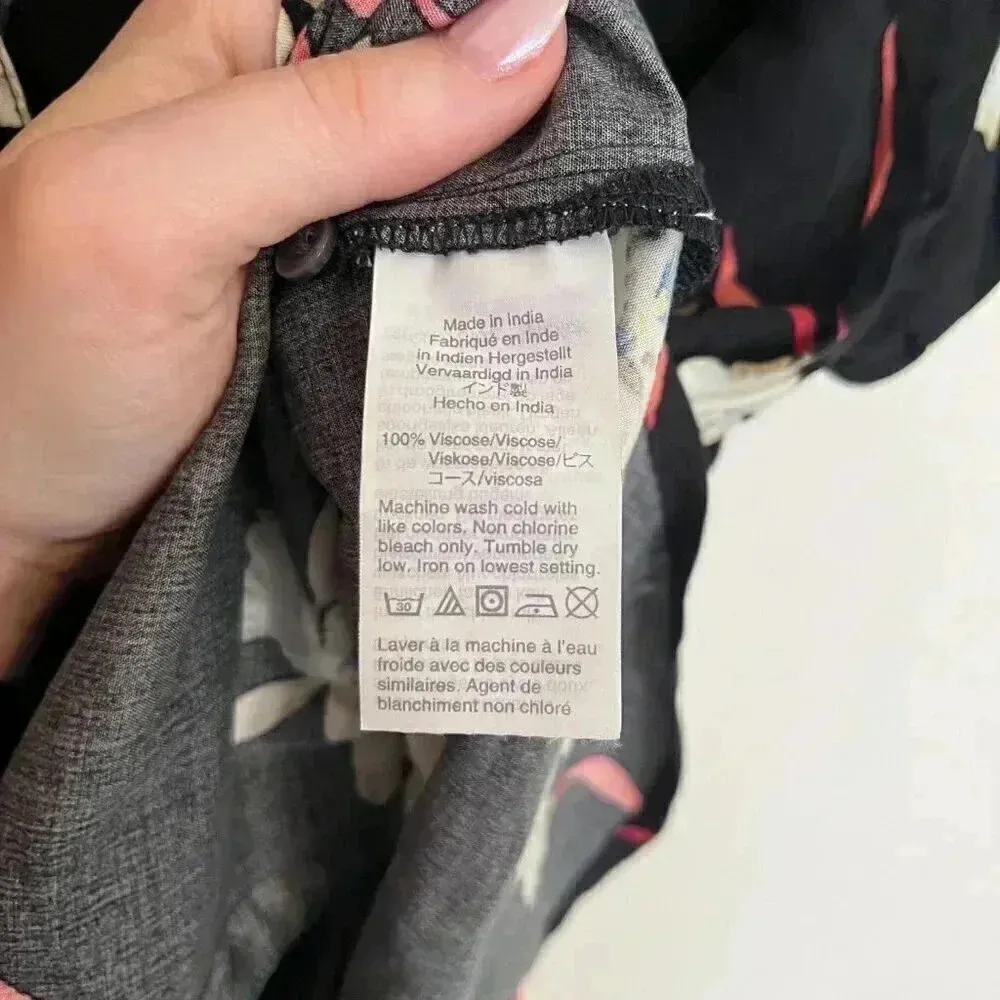 Made in India
Fabriqué en Inde
in Indien Hergestellt
Vervaardigd in India
インド製
Hecho en India
100% Viscose/Viscose/
Viskose/Viscose/ビス
コース/viscosa
Machine wash cold with
like colors. Non chlorine
bleach only. Tumble dry
low. Iron on lowest setting.
30
Laver à la machine à l'eau
froide avec des couleurs
similaires. Agent de
blanchiment non chloré